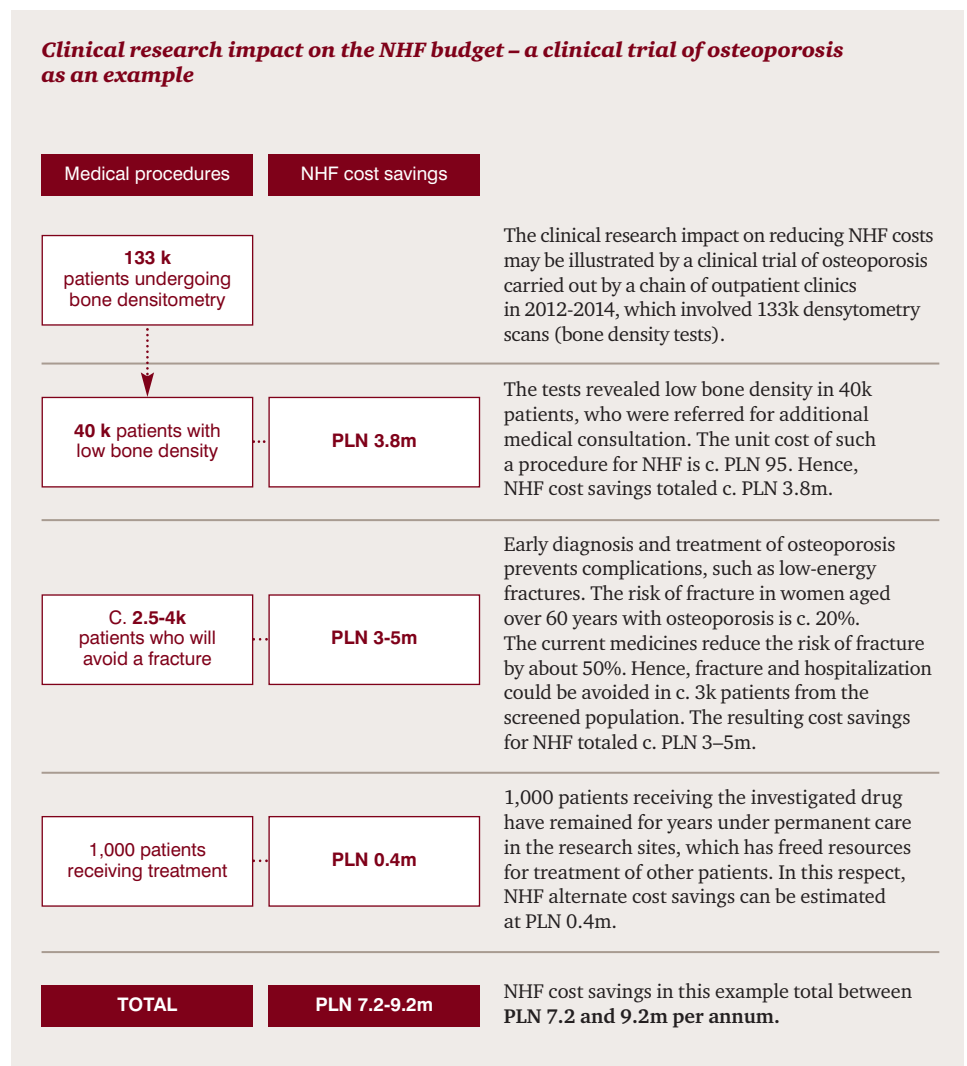 Clinical research impact on the NHF budget – a clinical trial of osteoporosis
as an example
Medical procedures
NHF cost savings
133 k
patients undergoing
bone densitometry
The clinical research impact on reducing NHF costs
may be illustrated by a clinical trial of osteoporosis
carried out by a chain of outpatient clinics
in 2012-2014, which involved 133k densytometry
scans (bone density tests).
40 k patients with
low bone density
PLN 3.8m
The tests revealed low bone density in 40k
patients, who were referred for additional
medical consultation. The unit cost of such
a procedure for NHF is c. PLN 95. Hence,
NHF cost savings totaled c. PLN 3.8m.
C. 2.5-4k
patients who will
avoid a fracture
PLN 3-5m
Early diagnosis and treatment of osteoporosis
prevents complications, such as low-energy
fractures. The risk of fracture in women aged
over 60 years with osteoporosis is c. 20%.
The current medicines reduce the risk of fracture
by about 50%. Hence, fracture and hospitalization
could be avoided in c. 3k patients from the
screened population. The resulting cost savings
for NHF totaled c. PLN 3–5m.
1,000 patients
receiving treatment
PLN 0.4m
1,000 patients receiving the investigated drug
have remained for years under permanent care
in the research sites, which has freed resources
for treatment of other patients. In this respect,
NHF alternate cost savings can be estimated
at PLN 0.4m.
TOTAL
PLN 7.2-9.2m
NHF cost savings in this example total between
PLN 7.2 and 9.2m per annum.